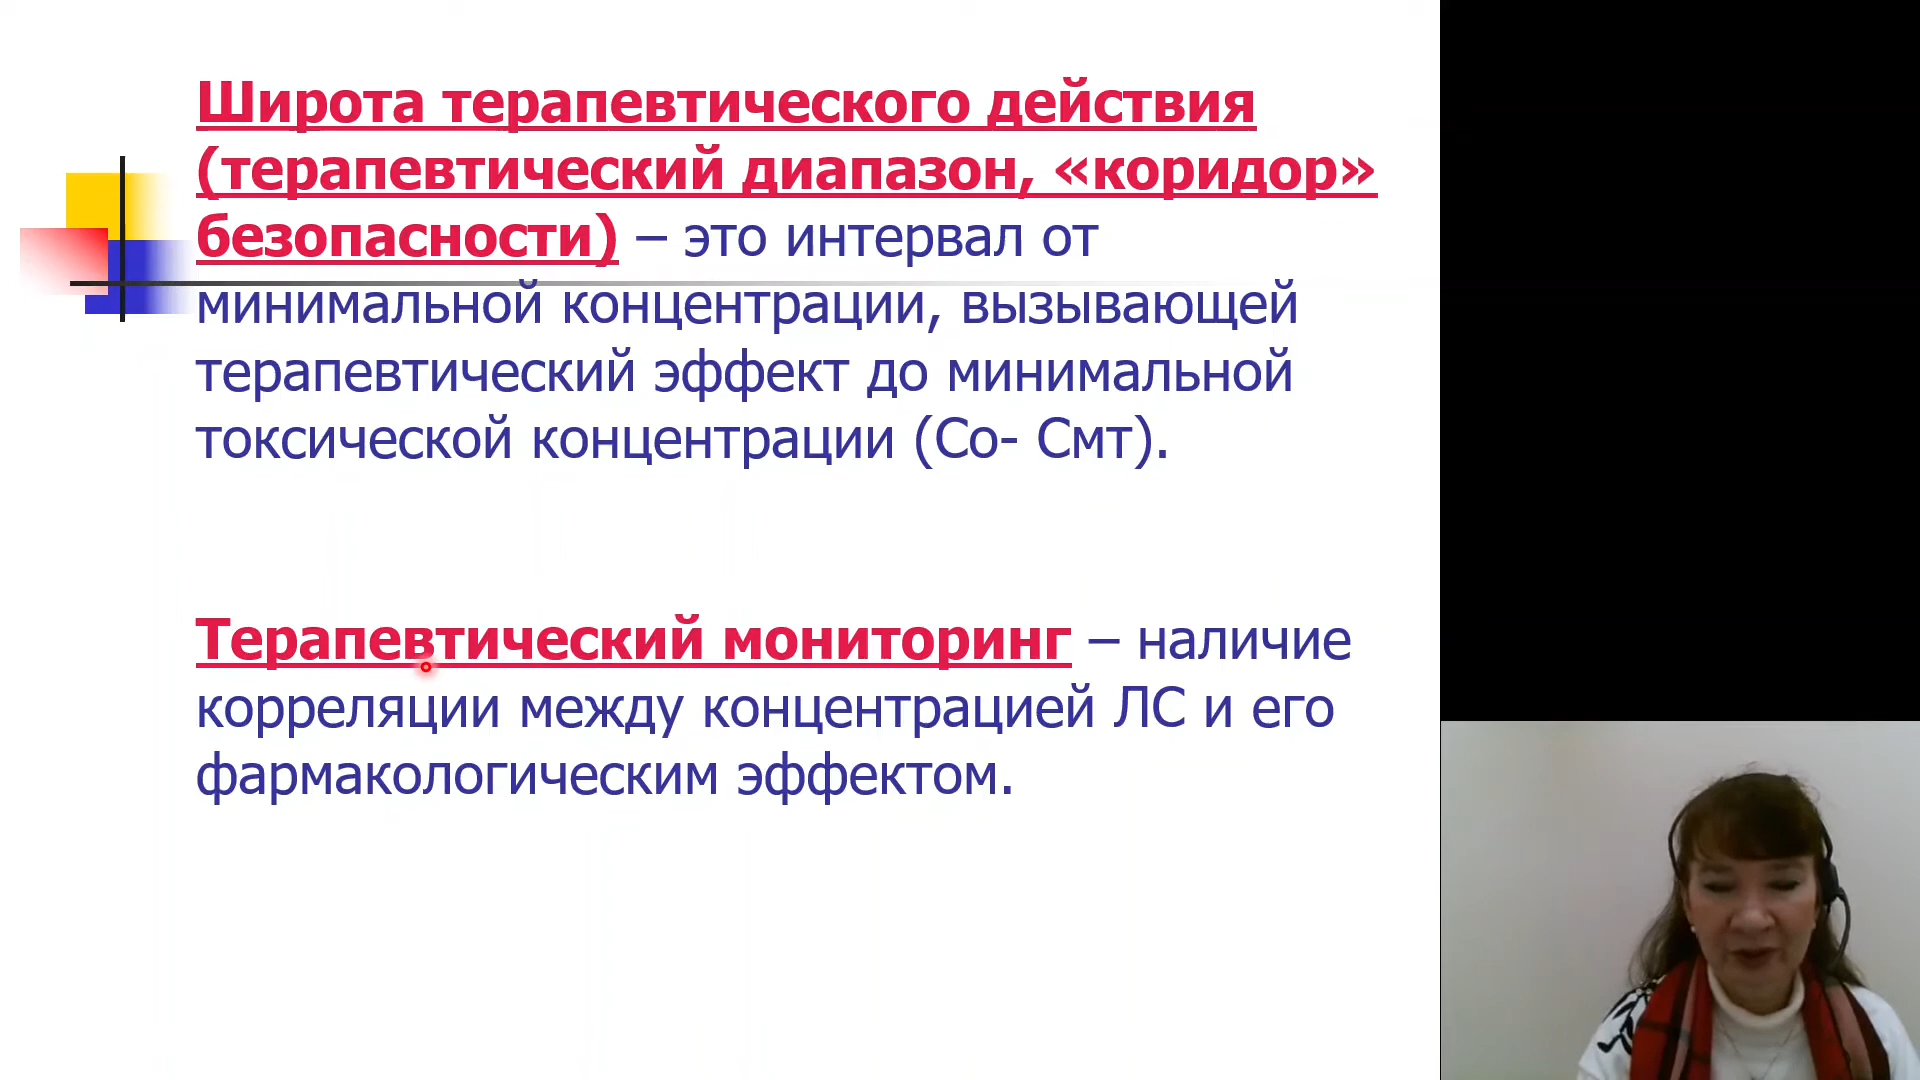 Широта терапевтического действия
(терапевтический диапазон, «коридор»
безопасности) – это интервал от
минимальной концентрации, вызывающей
терапевтический эффект до минимальной
токсической концентрации (Со- Смт).
Терапевтический мониторинг – наличие
корреляции между концентрацией ЛС и его
фармакологическим эффектом.